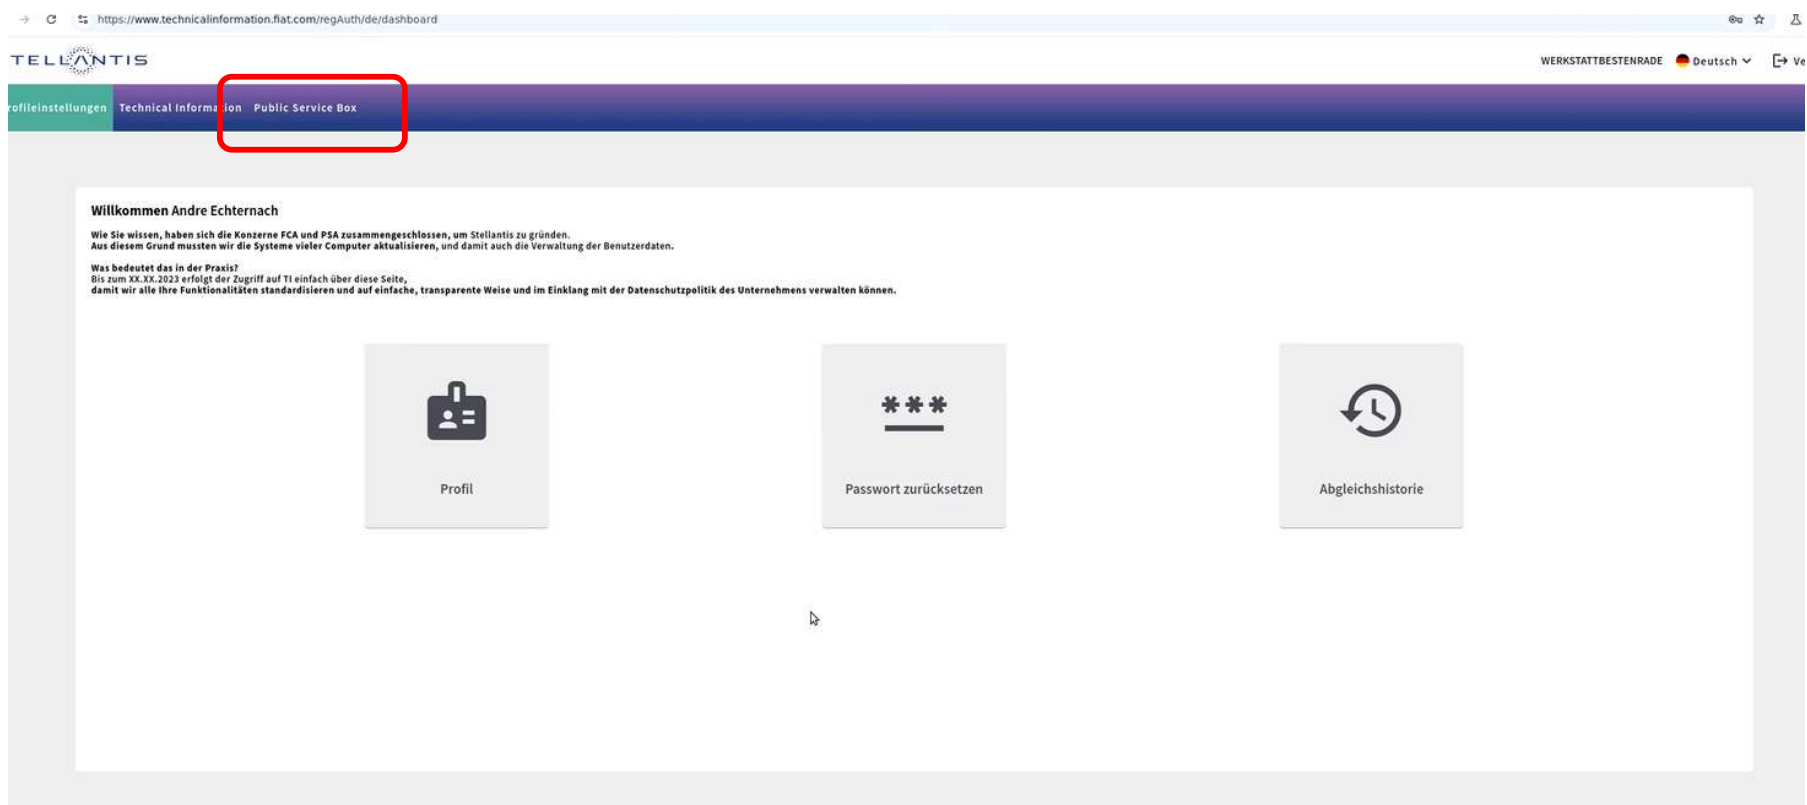 https://www.technicalinformation.fiat.com/regAuth/de/dashboard
TELLANTIS
WERKSTATTBESTENRADE Deutsch Ve
rofileinstellungen Technical Information Public Service Box
Willkommen Andre Echternach
Wie Sie wissen, haben sich die Konzerne FCA und PSA zusammengeschlossen, um Stellantis zu gründen.
Aus diesem Grund mussten wir die Systeme vieler Computer aktualisieren, und damit auch die Verwaltung der Benutzerdaten.
Was bedeutet das in der Praxis?
Bis zum XX.XX.2023 erfolgt der Zugriff auf TI einfach über diese Seite,
damit wir alle Ihre Funktionalitäten standardisieren und auf einfache, transparente Weise und im Einklang mit der Datenschutzpolitik des Unternehmens verwalten können.
***
Profil
Passwort zurücksetzen
Abgleichshistorie